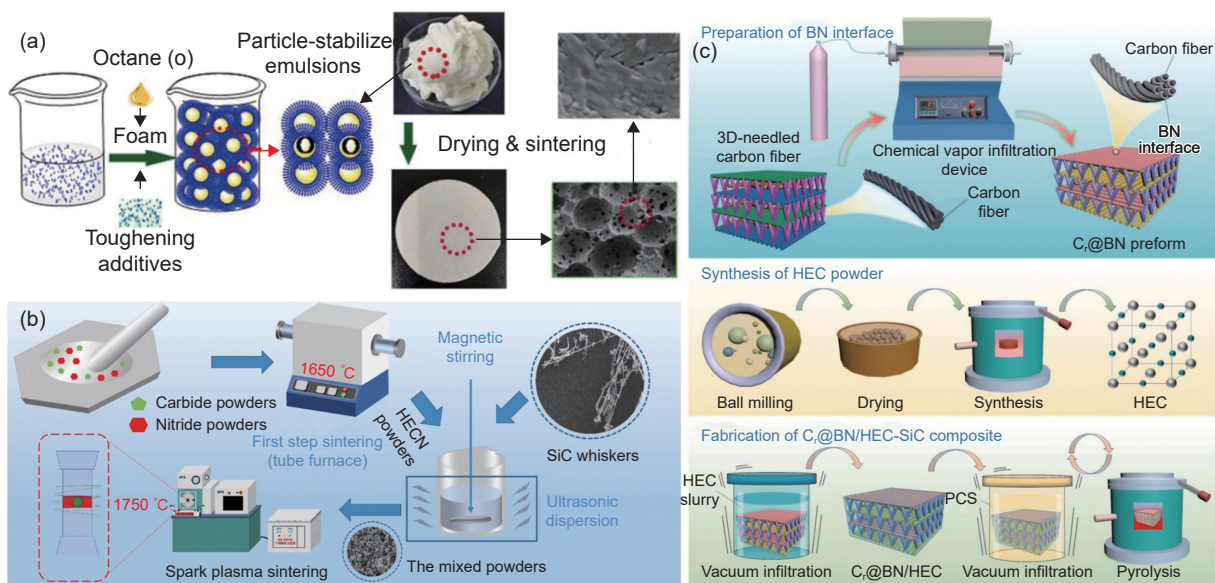 (a)
Octane (o)
Foam
Toughening
additives
Particle-stabilized
emulsions
Drying & sintering
(b)
1650 °C
Carbide powders
Nitride powders
First step sintering
(tube furnace)
HECN
powders
Magnetic
stirring
SiC whiskers
Ultrasonic
dispersion
1750 °C
Spark plasma sintering
The mixed powders
(c)
Preparation of BN interface
Carbon fiber
BN
interface
3D-needled
carbon fiber
Chemical vapor infiltration
device
Carbon
fiber
Cr@BN preform
Synthesis of HEC powder
Ball milling
Drying
Synthesis
HEC
Fabrication of Cr@BN/HEC-SiC composite
HEC
slurry
PCS
Vacuum infiltration
Cr@BN/HEC
Vacuum infiltration
Pyrolysis